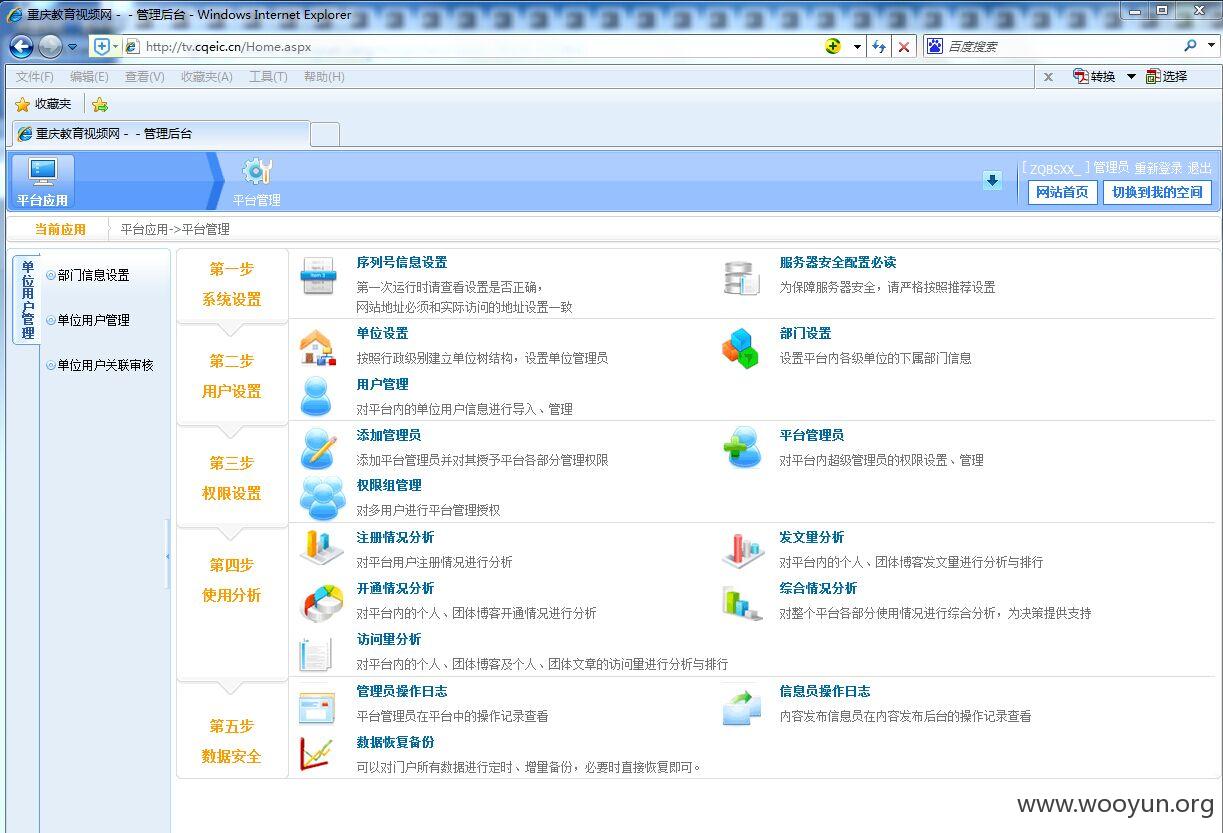 重庆教育视频网 - - 管理后台 - Windows Internet Explorer
http://tv.cqeic.cn/Home.aspx
百度搜索
文件(F) 编辑(E) 查看(V) 收藏夹(A) 工具(T) 帮助(H)
转换 选择
收藏夹
重庆教育视频网 - - 管理后台
平台应用
平台管理
[ ZQBSXX_ ] 管理员 重新登录 退出
网站首页 切换到我的空间
当前应用 平台应用->平台管理
单位用户管理
部门信息设置
单位用户管理
单位用户关联审核
第一步
系统设置
序列号信息设置
第一次运行时请查看设置是否正确，
网站地址必须和实际访问的地址设置一致
服务器安全配置必读
为保障服务器安全，请严格按照推荐设置
第二步
用户设置
单位设置
按照行政级别建立单位树结构，设置单位管理员
部门设置
设置平台内各级单位的下属部门信息
用户管理
对平台内的单位用户信息进行导入、管理
第三步
权限设置
添加管理员
添加平台管理员并对其授予平台各部分管理权限
平台管理员
对平台内超级管理员的权限设置、管理
权限组管理
对多用户进行平台管理授权
第四步
使用分析
注册情况分析
对平台用户注册情况进行分析
发文量分析
对平台内的个人、团体博客发文量进行分析与排行
开通情况分析
对平台内的个人、团体博客开通情况进行分析
综合情况分析
对整个平台各部分使用情况进行综合分析，为决策提供支持
访问量分析
对平台内的个人、团体博客及个人、团体文章的访问量进行分析与排行
第五步
数据安全
管理员操作日志
平台管理员在平台中的操作记录查看
信息员操作日志
内容发布信息员在内容发布后台的操作记录查看
数据恢复备份
可以对门户所有数据进行定时、增量备份，必要时直接恢复即可。
www.wooyun.org